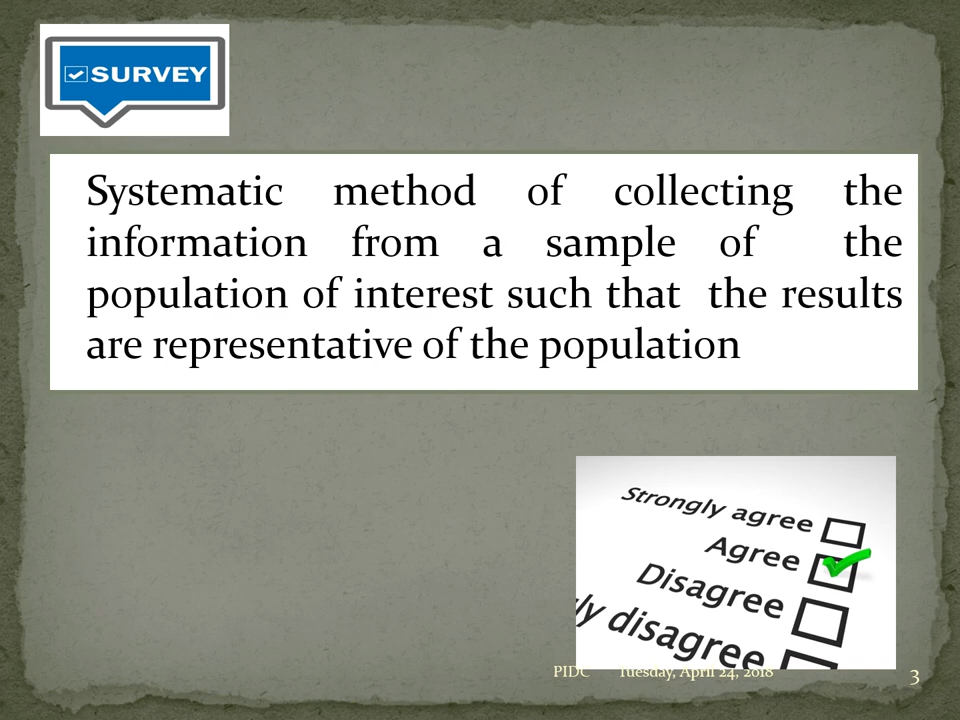 SURVEY
Systematic method of collecting the
information from a sample of the
population of interest such that the results
are representative of the population
Strongly agree
Agree
Disagree
ly disagree
PIDC Tuesday, April 24, 2018
3